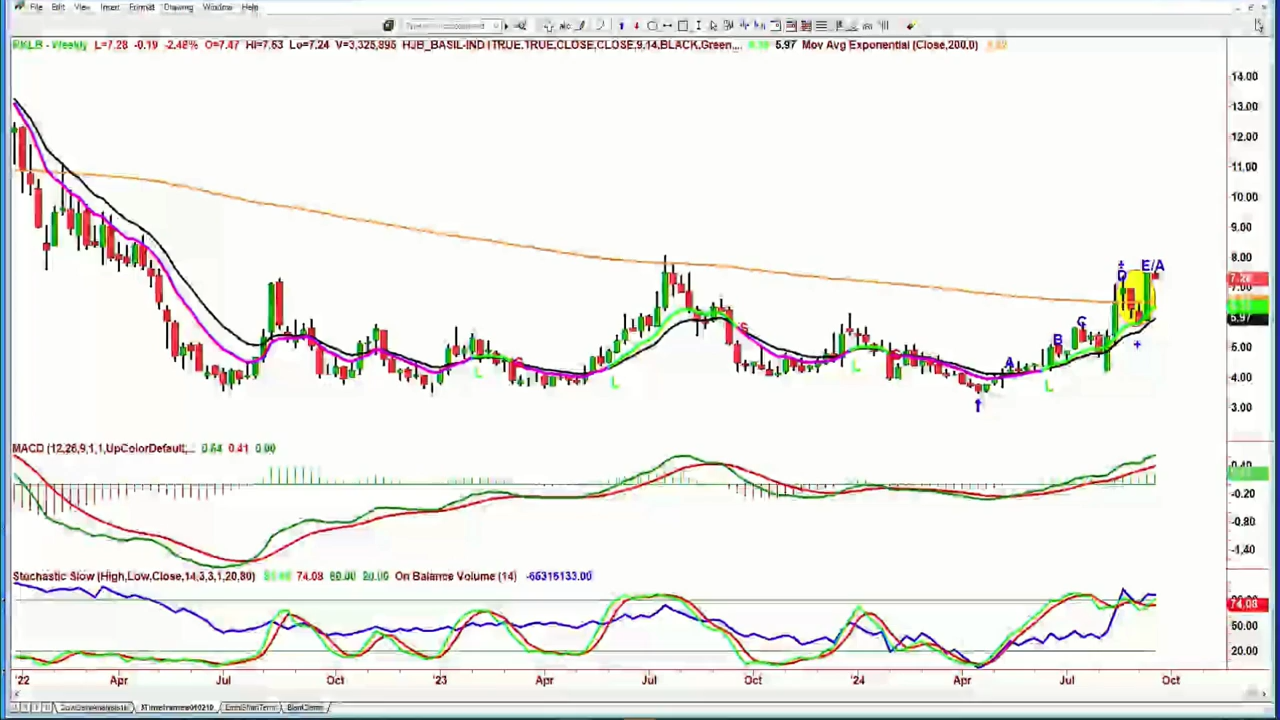 File Edit View Insert Format Drawing Window Help
RKLB - Weekly L=7.28 -0.19 -2.48% O=7.47 Hi=7.53 Lo=7.24 V=3,325,895 HJB_BASIL-IND (TRUE,TRUE,CLOSE,CLOSE,9,14,BLACK,Green,... 5.97 Mov Avg Exponential (Close,200.0)
14.00
13.00
12.00
11.00
10.00
9.00
8.00
E/A
D
7.28
7.00
C
5.97
S
B
5.00
+
S
A
L
L
4.00
L
L
3.00
MACD (12,26,9,1,1,UpColorDefault,... 0.64 0.41 0.00
0.40
-0.20
-0.80
-1.40
Stochastic Slow (High,Low,Close,14,3,3,1,20,80) 74.08 80.00 20.00 On Balance Volume (14) -65315133.00
74.08
50.00
20.00
'22 Apr Jul Oct '23 Apr Jul Oct '24 Apr Jul Oct